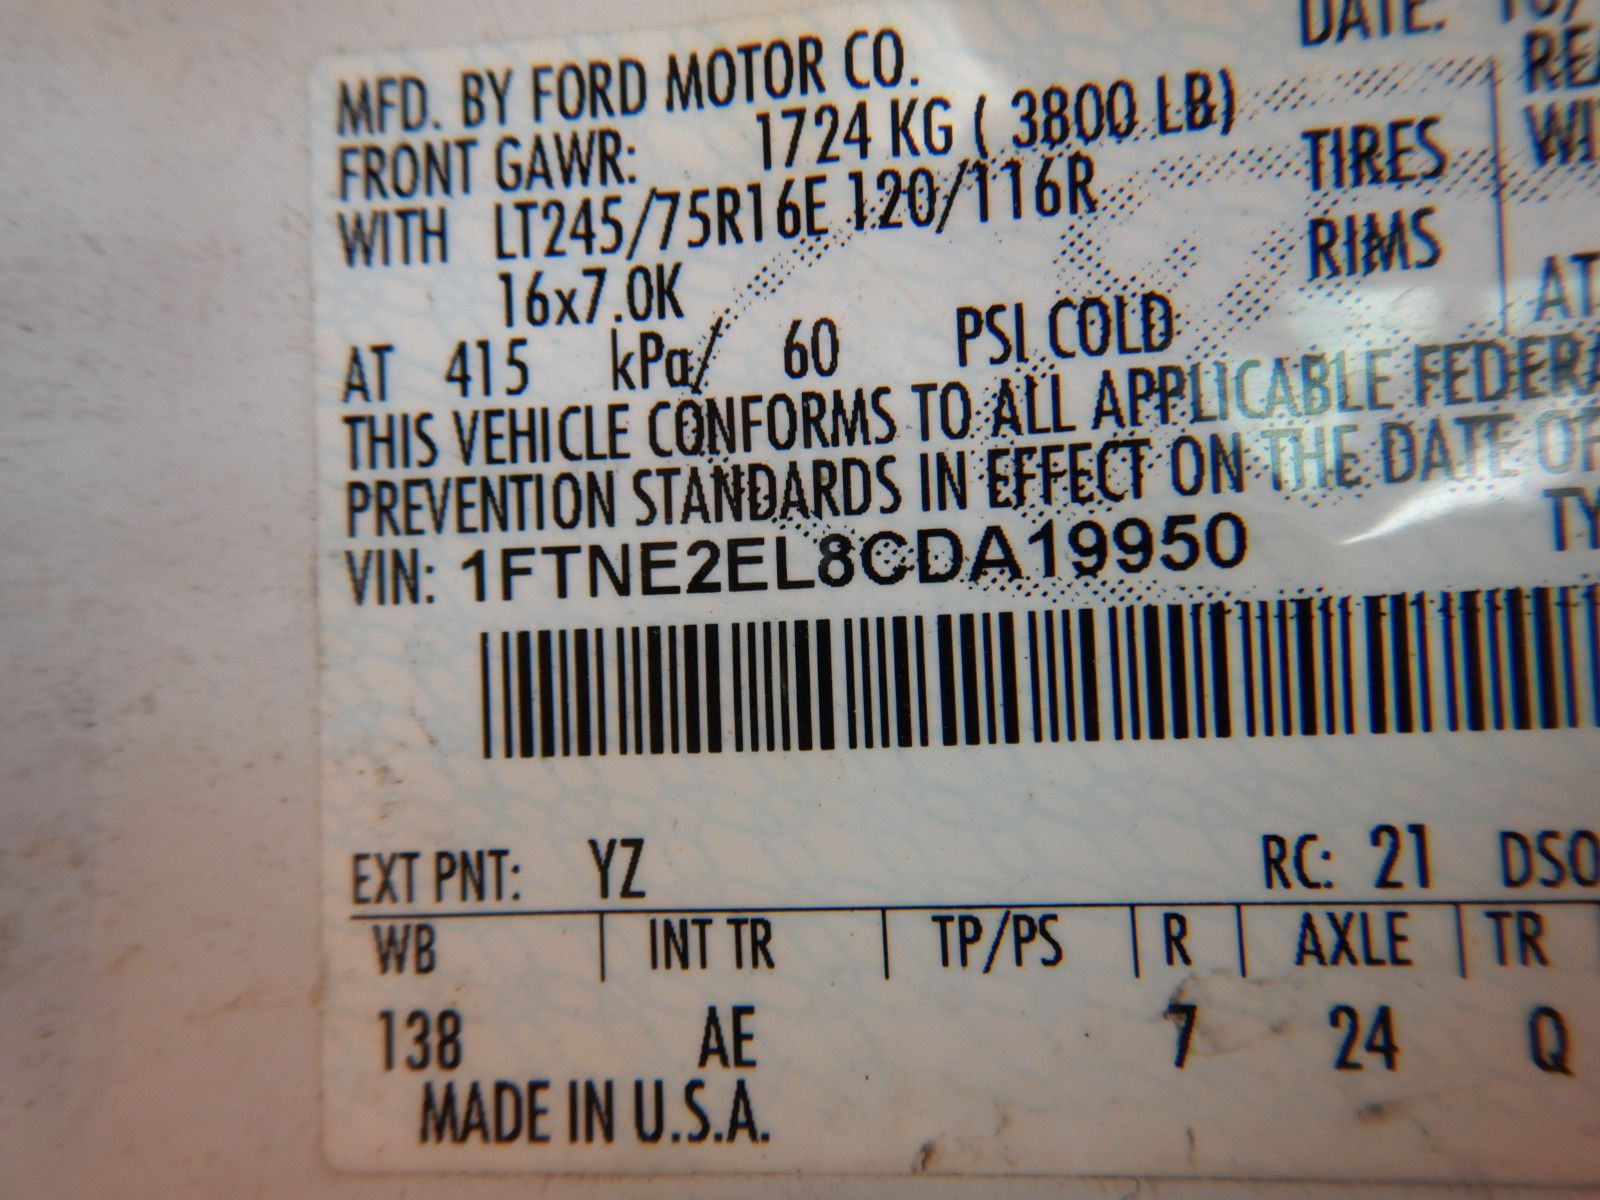 MFD. BY FORD MOTOR CO.
DATE:
FRONT GAWR: 1724 KG ( 3800 LB)
WITH LT245/75R16E 120/116R TIRES
16x7.0K RIMS
AT 415 kPa/ 60 PSI COLD AT
THIS VEHICLE CONFORMS TO ALL APPLICABLE FEDERA
PREVENTION STANDARDS IN EFFECT ON THE DATE OF
VIN: 1FTNE2EL8CDA19950 TY
EXT PNT: YZ RC: 21 DSO
WB INT TR TP/PS R AXLE TR
138 AE 7 24 Q
MADE IN U.S.A.